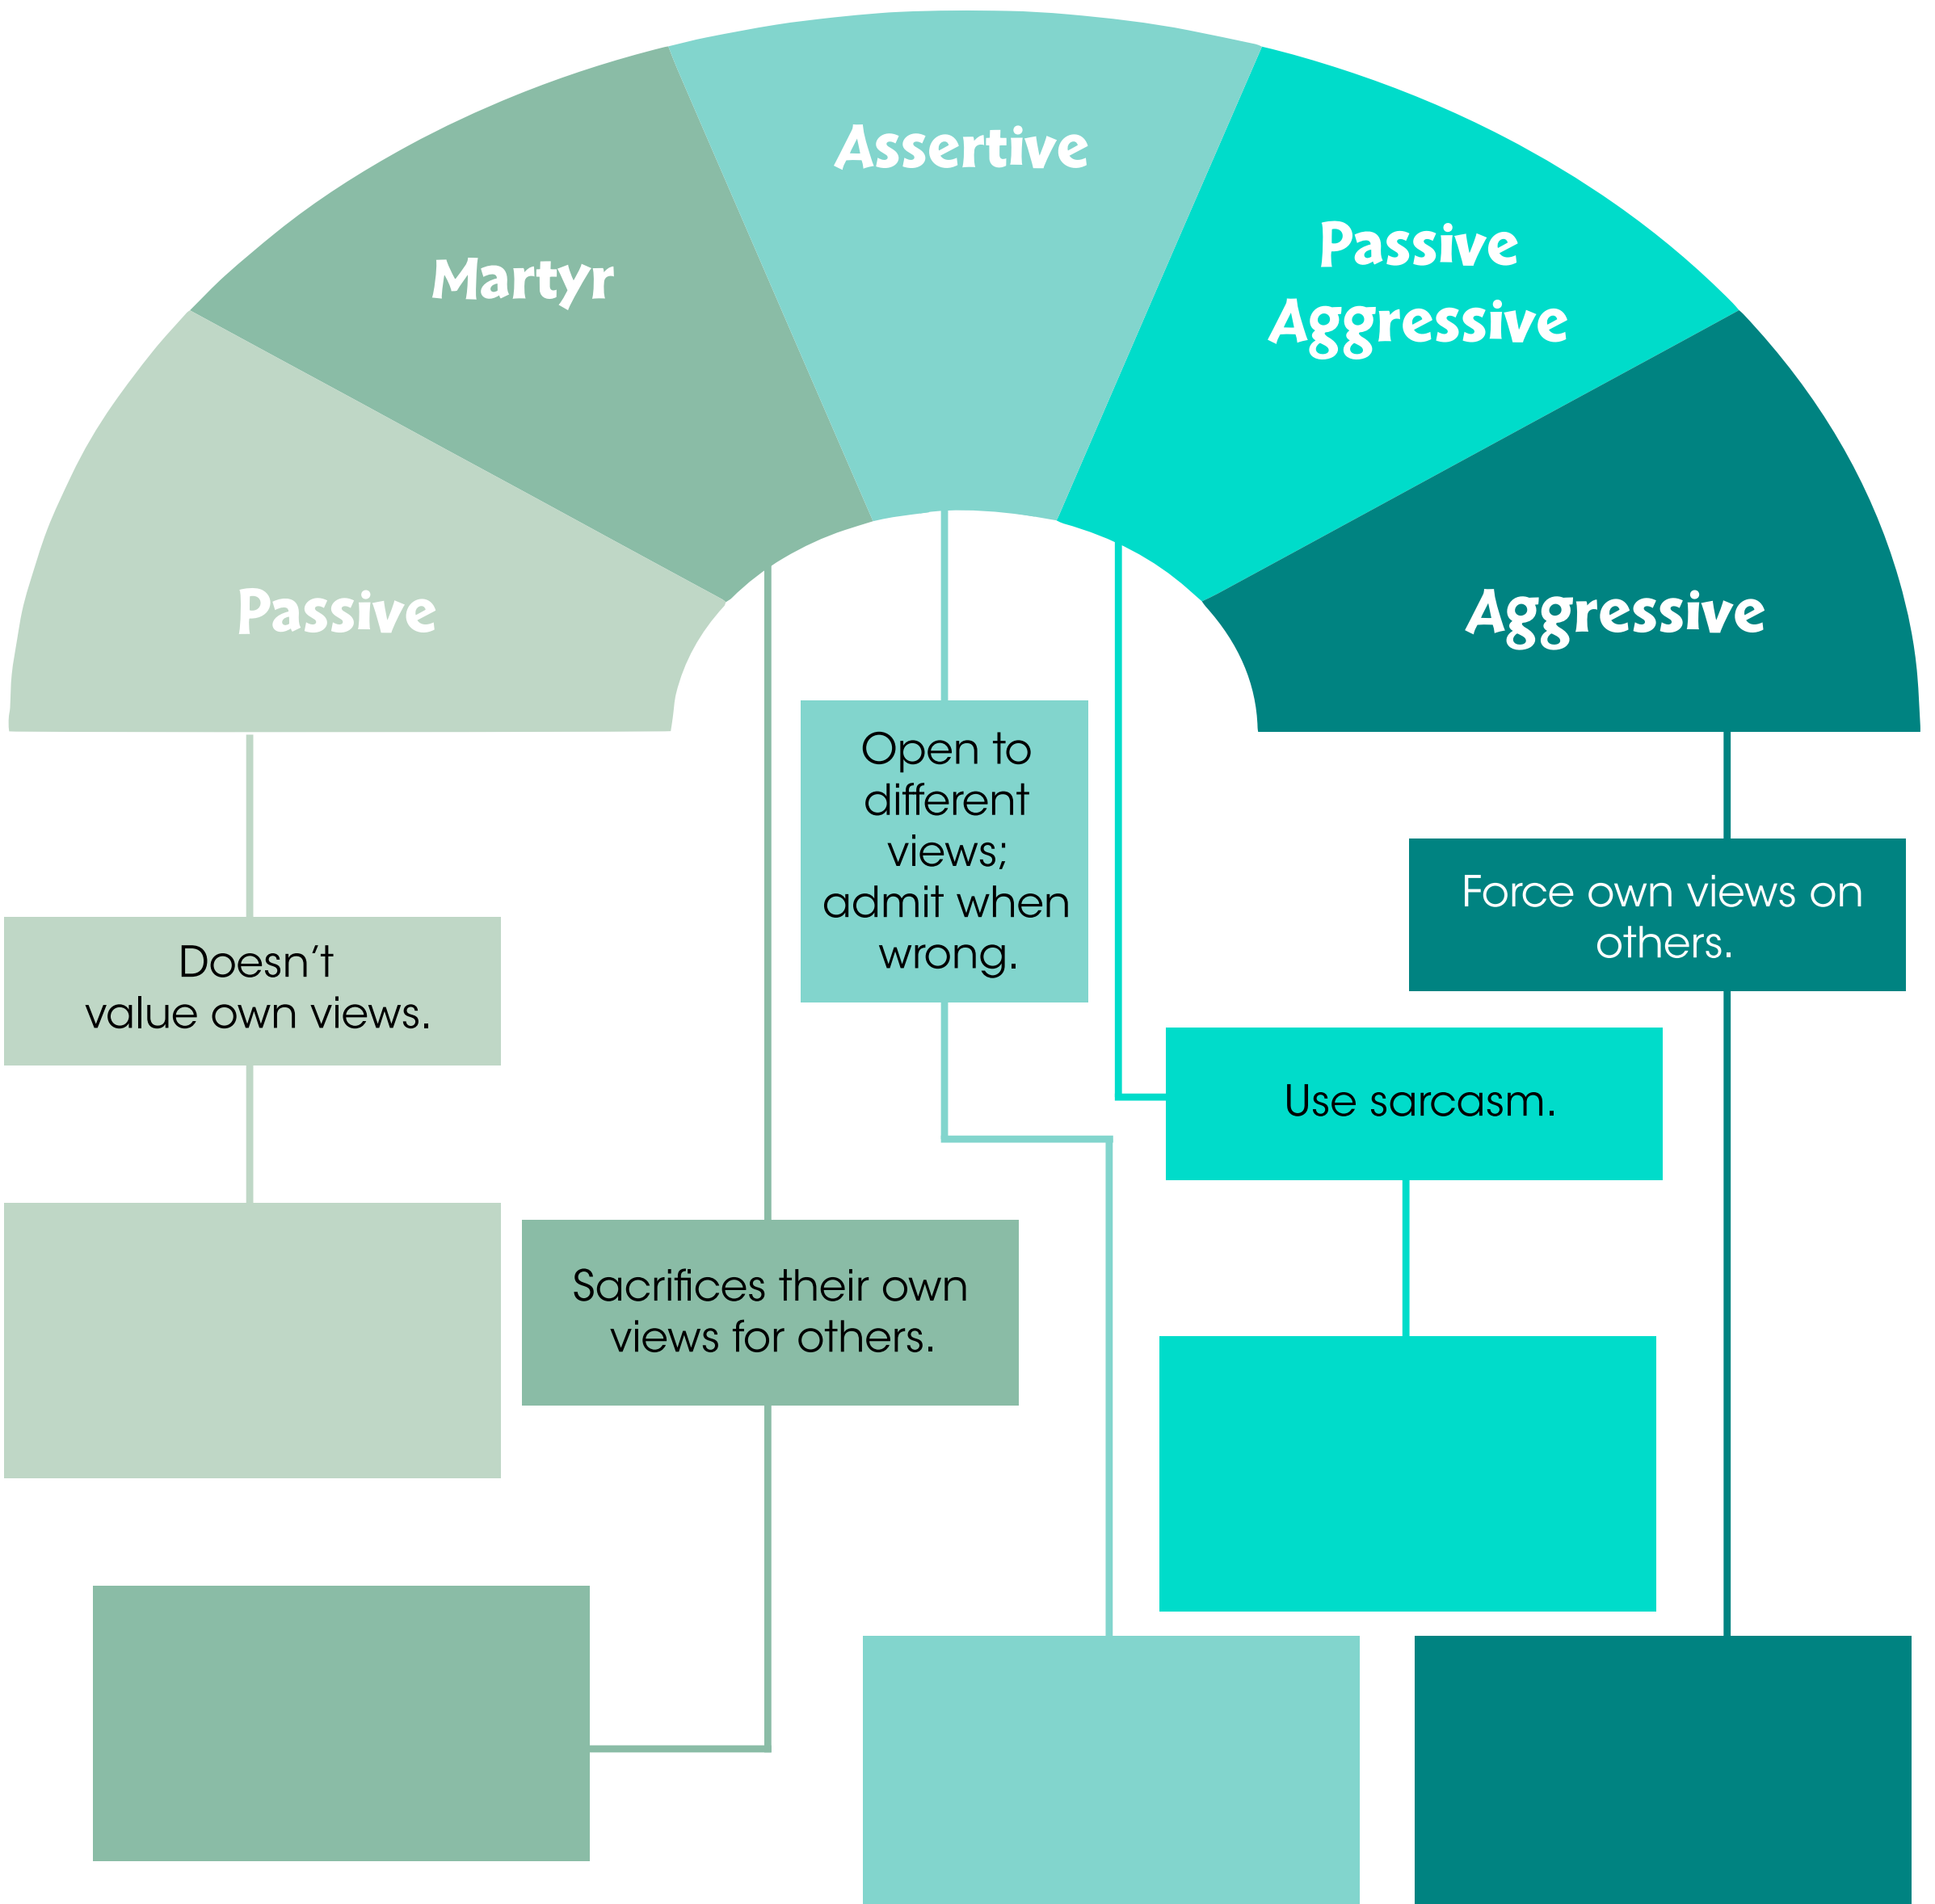 Assertive
Martyr
Passive
Aggressive
Passive
Aggressive
Open to
different
views;
admit when
wrong.
Force own views on
others.
Doesn't
value own views.
Use sarcasm.
Sacrifices their own
views for others.